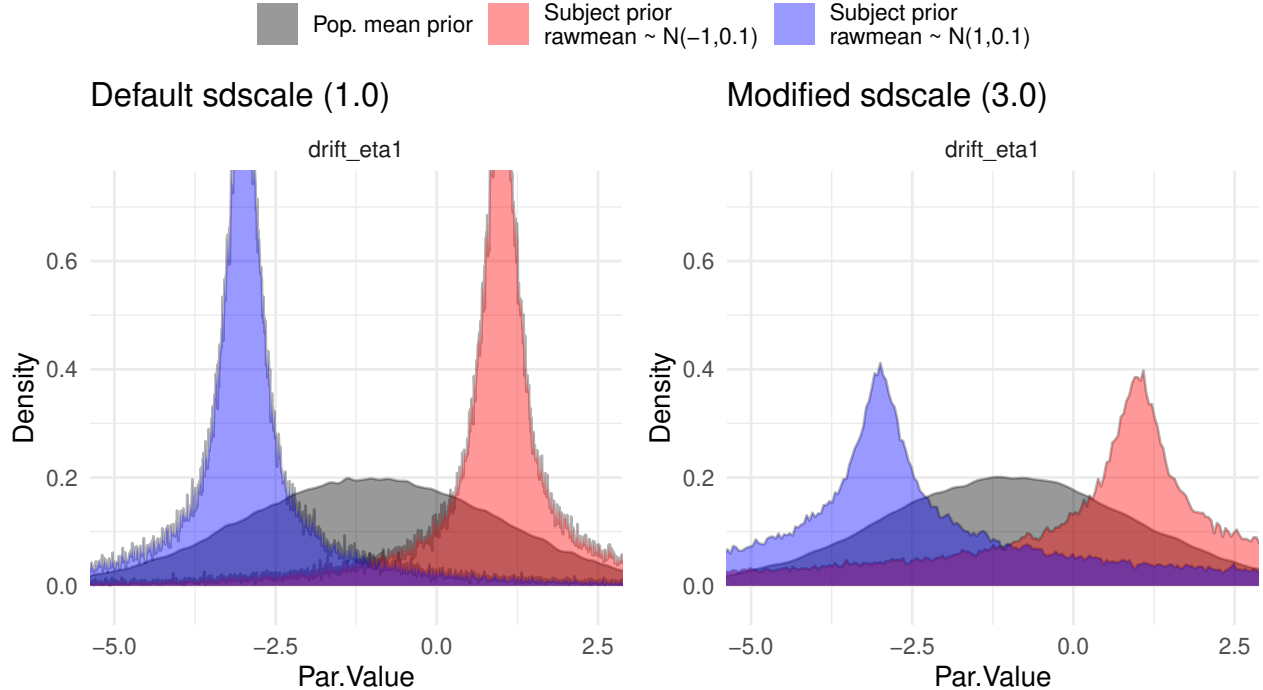 Pop. mean prior
Subject prior
rawmean ~ N(−1,0.1)
Subject prior
rawmean ~ N(1,0.1)
Default sdscale (1.0)
Modified sdscale (3.0)
drift_eta1
drift_eta1
Density
0.6
0.4
0.2
0.0
−5.0
−2.5
0.0
2.5
Par.Value
Density
0.6
0.4
0.2
0.0
−5.0
−2.5
0.0
2.5
Par.Value